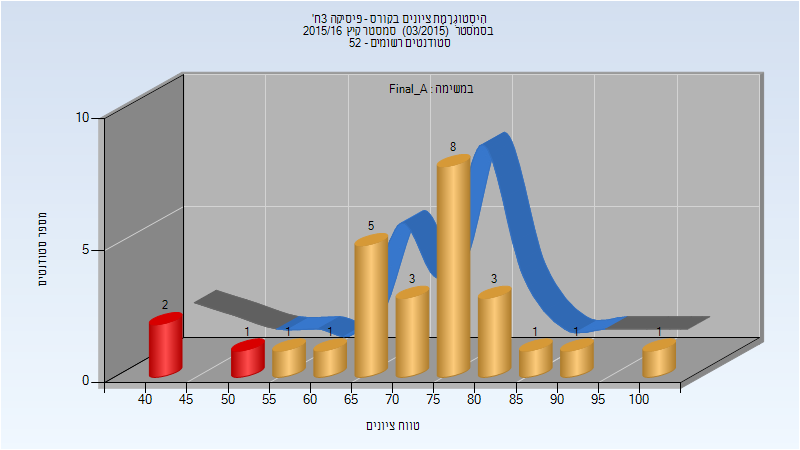 היסטוגרמת ציונים בקורס - פיסיקה 3ח'
בסמסטר (03/2015) סמסטר קיץ 2015/16
סטודנטים רשומים - 52
במשימה : Final_A
10
5
0
מספר סטודנטים
2
1
1
1
5
3
8
3
1
1
1
40 45 50 55 60 65 70 75 80 85 90 95 100
טווח ציונים